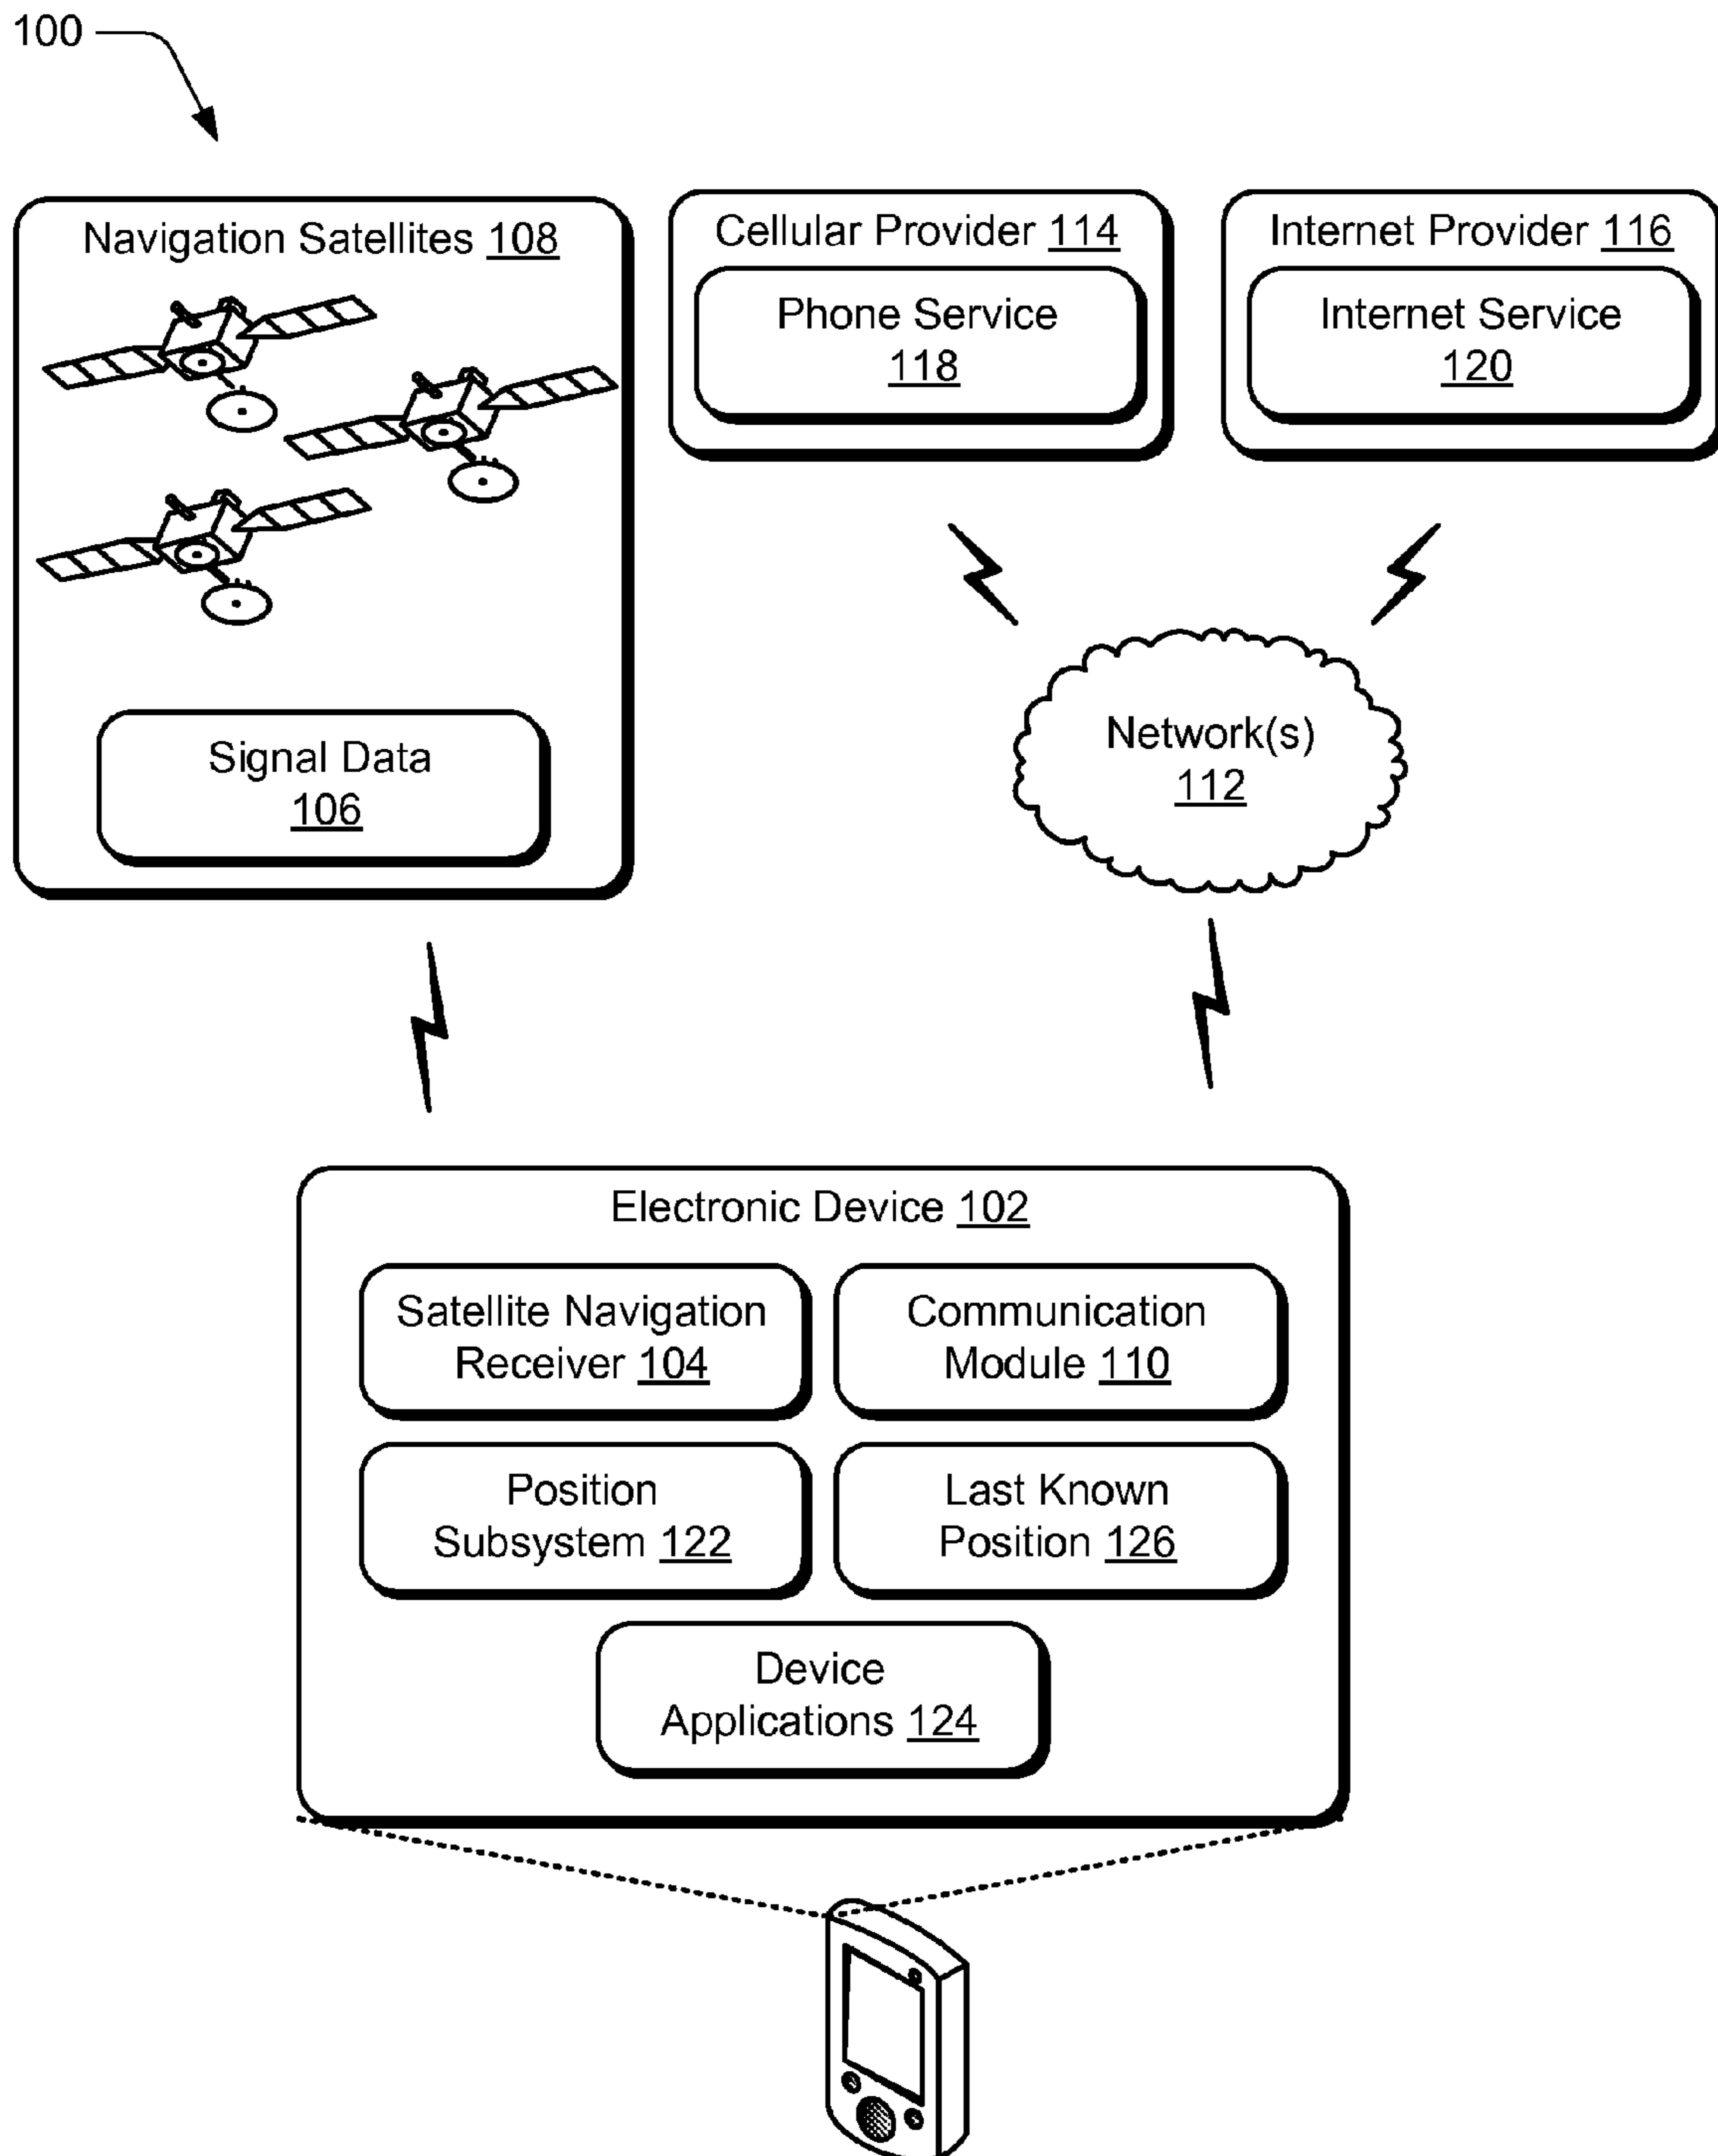 100
Navigation Satellites 108
Signal Data
106
Cellular Provider 114
Phone Service
118
Internet Provider 116
Internet Service
120
Network(s)
112
Electronic Device 102
Satellite Navigation
Receiver 104
Communication
Module 110
Position
Subsystem 122
Last Known
Position 126
Device
Applications 124